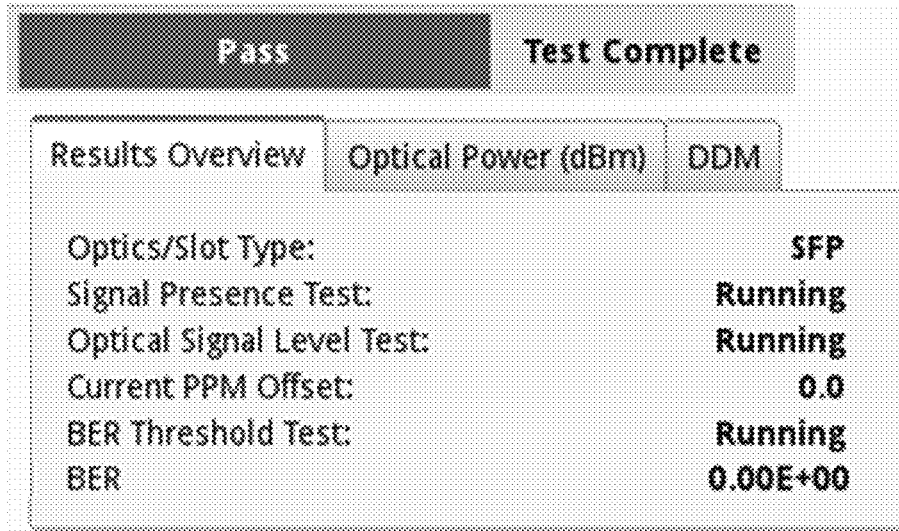 Pass Test Complete
Results Overview Optical Power (dBm) DDM
Optics/Slot Type: SFP
Signal Presence Test: Running
Optical Signal Level Test: Running
Current PPM Offset: 0.0
BER Threshold Test: Running
BER 0.00E+00